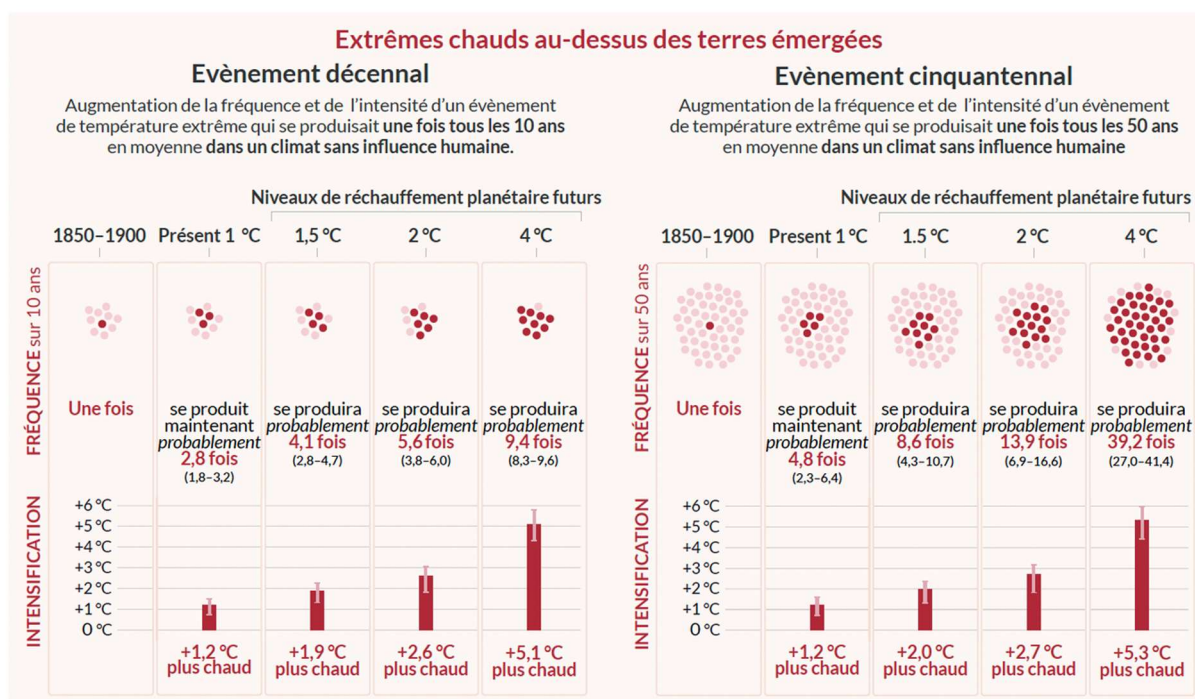 Extrêmes chauds au-dessus des terres émergées
Evènement décennal
Augmentation de la fréquence et de l'intensité d'un évènement
de température extrême qui se produisait une fois tous les 10 ans
en moyenne dans un climat sans influence humaine.
Niveaux de réchauffement planétaire futurs
1850–1900 Présent 1 °C 1,5 °C 2 °C 4 °C
FRÉQUENCE sur 10 ans
Une fois
se produit
maintenant
probablement
2,8 fois
(1,8–3,2)
se produira
probablement
4,1 fois
(2,8–4,7)
se produira
probablement
5,6 fois
(3,8–6,0)
se produira
probablement
9,4 fois
(8,3–9,6)
INTENSIFICATION
+6 °C
+5 °C
+4 °C
+3 °C
+2 °C
+1 °C
0 °C
+1,2 °C
plus chaud
+1,9 °C
plus chaud
+2,6 °C
plus chaud
+5,1 °C
plus chaud
Evènement cinquantennal
Augmentation de la fréquence et de l'intensité d'un évènement
de température extrême qui se produisait une fois tous les 50 ans
en moyenne dans un climat sans influence humaine
Niveaux de réchauffement planétaire futurs
1850–1900 Present 1 °C 1.5 °C 2 °C 4 °C
FRÉQUENCE sur 50 ans
Une fois
se produit
maintenant
probablement
4,8 fois
(2,3–6,4)
se produira
probablement
8,6 fois
(4,3–10,7)
se produira
probablement
13,9 fois
(6,9–16,6)
se produira
probablement
39,2 fois
(27,0–41,4)
INTENSIFICATION
+6 °C
+5 °C
+4 °C
+3 °C
+2 °C
+1 °C
0 °C
+1,2 °C
plus chaud
+2,0 °C
plus chaud
+2,7 °C
plus chaud
+5,3 °C
plus chaud